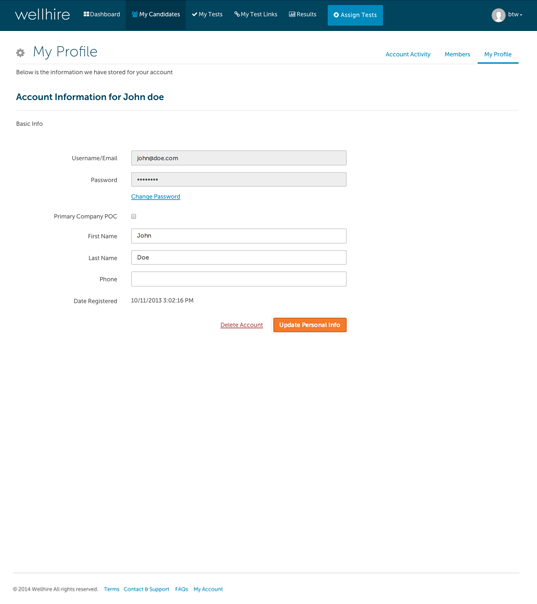 wellhire Dashboard My Candidates My Tests My Test Links Results Assign Tests btw
My Profile Account Activity Members My Profile
Below is the information we have stored for your account
Account Information for John doe
Basic Info
Username/Email john@doe.com
Password ••••••••
Change Password
Primary Company POC
First Name John
Last Name Doe
Phone
Date Registered 10/11/2013 3:02:16 PM
Delete Account Update Personal Info
© 2014 Wellhire All rights reserved. Terms Contact & Support FAQs My Account